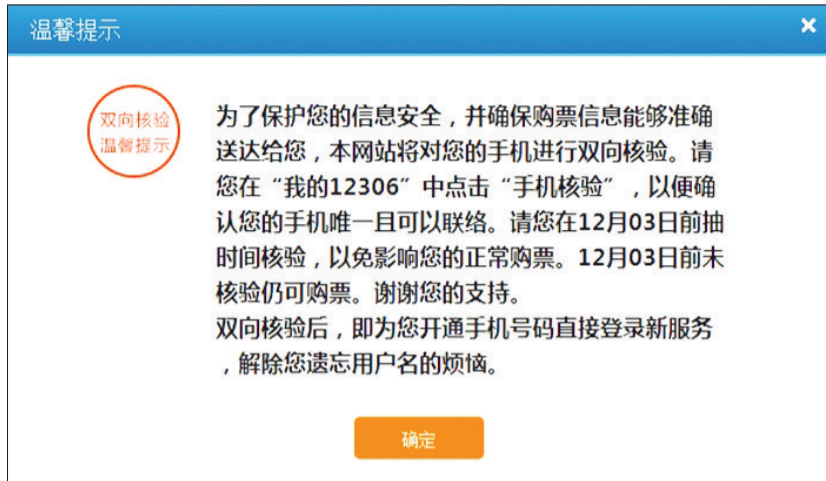 温馨提示
双向核验
温馨提示
为了保护您的信息安全，并确保购票信息能够准确
送达给您，本网站将对您的手机进行双向核验。请
您在“我的12306”中点击“手机核验”，以便确
认您的手机唯一且可以联络。请您在12月03日前抽
时间核验，以免影响您的正常购票。12月03日前未
核验仍可购票。谢谢您的支持。
双向核验后，即为您开通手机号码直接登录新服务
，解除您遗忘用户名的烦恼。
确定